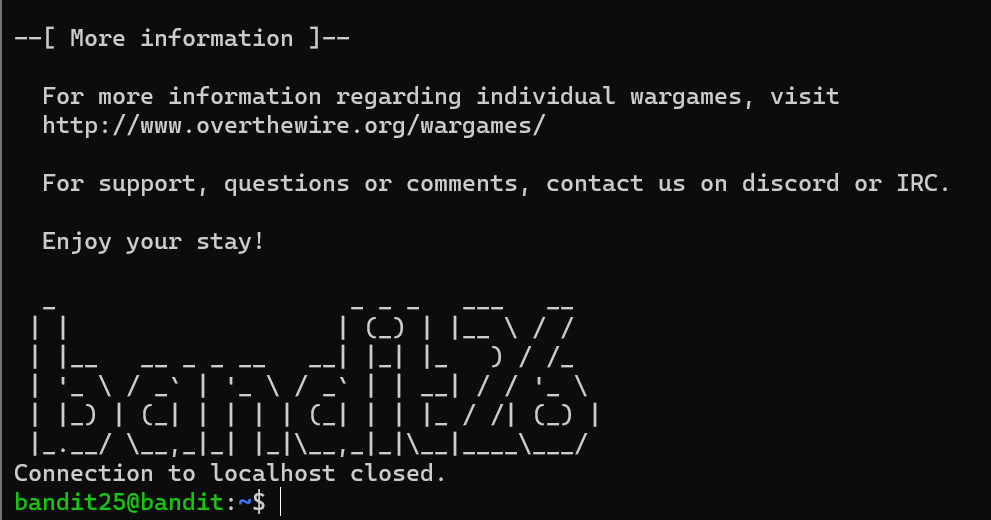 --[ More information ]--
For more information regarding individual wargames, visit
http://www.overthewire.org/wargames/
For support, questions or comments, contact us on discord or IRC.
Enjoy your stay!
bandit26
Connection to localhost closed.
bandit25@bandit:~$